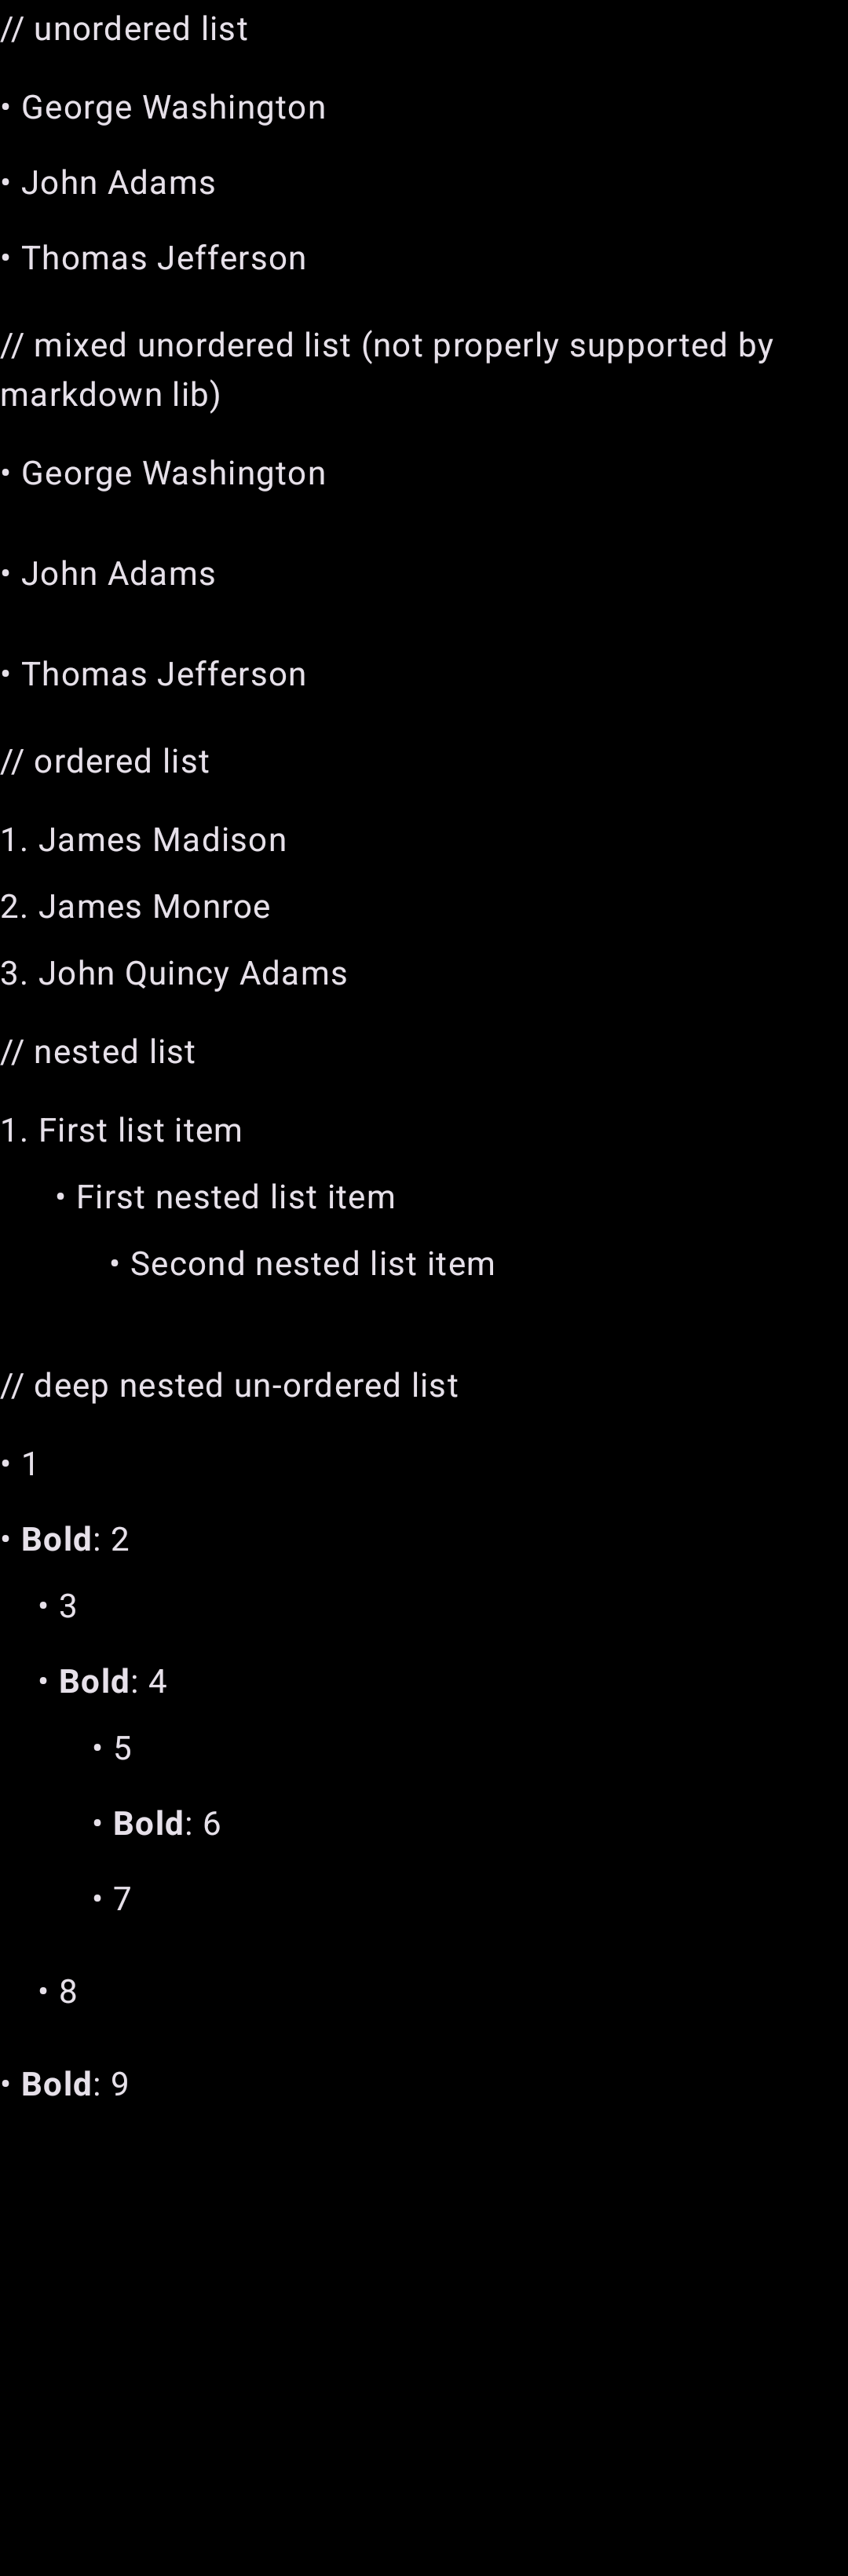 // unordered list
• George Washington
• John Adams
• Thomas Jefferson
// mixed unordered list (not properly supported by
markdown lib)
• George Washington
• John Adams
• Thomas Jefferson
// ordered list
1. James Madison
2. James Monroe
3. John Quincy Adams
// nested list
1. First list item
• First nested list item
• Second nested list item
// deep nested un-ordered list
• 1
• Bold: 2
• 3
• Bold: 4
• 5
• Bold: 6
• 7
• 8
• Bold: 9